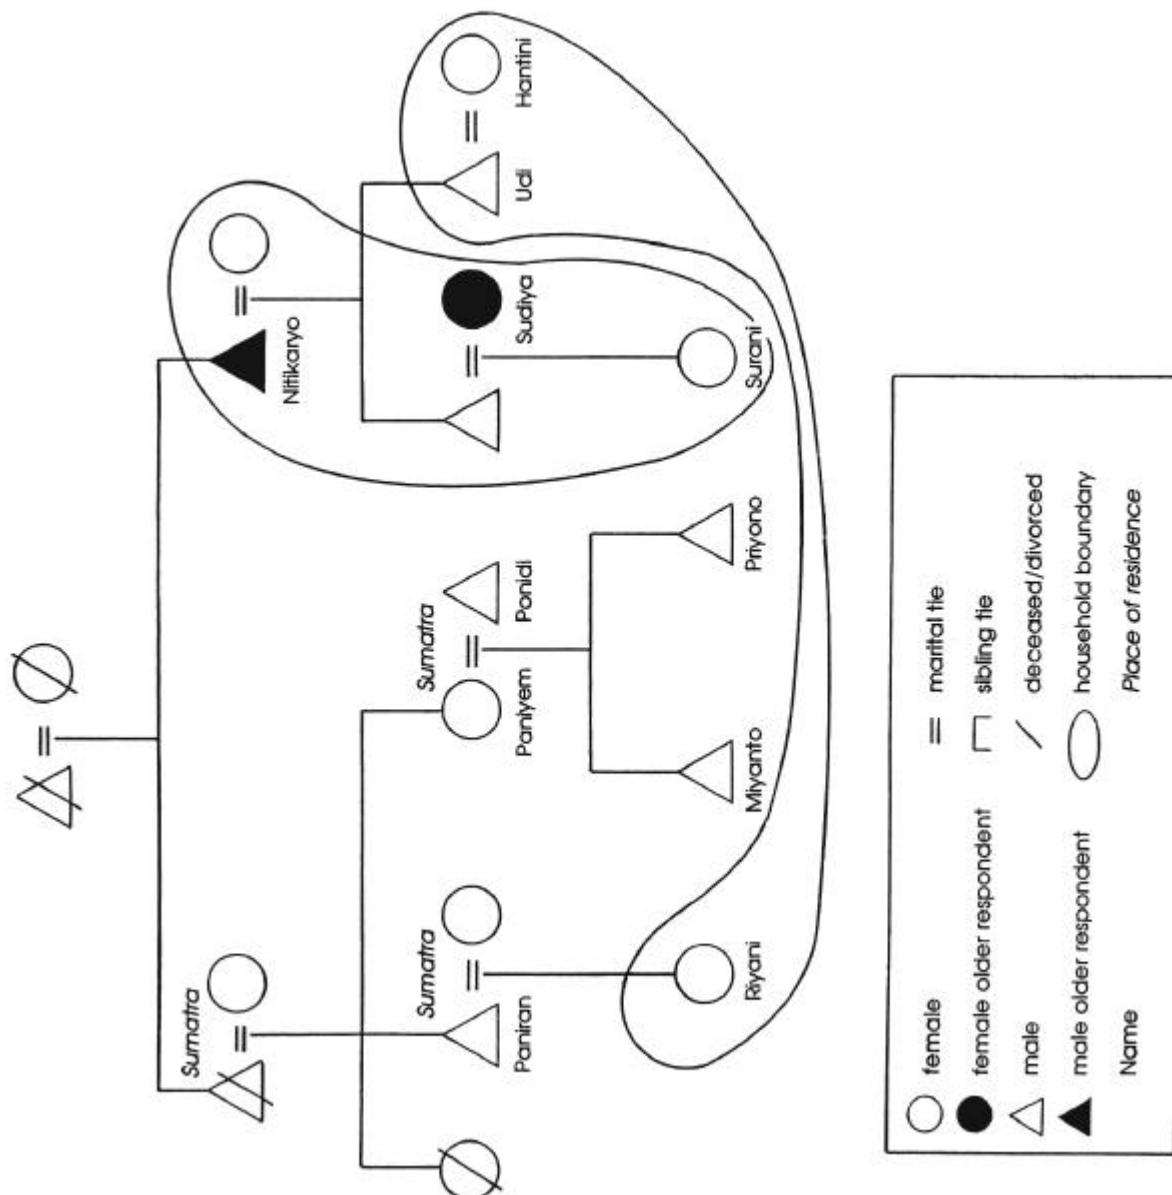 Sumatra
Nitikaryo
Sumatra
Paniran
Sumatra
Paniyem
Ponidi
Sudiya
Udi
Hantini
Riyani
Miyanto
Priyono
Surani
female
female older respondent
male
male older respondent
Name
marital tie
sibling tie
deceased/divorced
household boundary
Place of residence